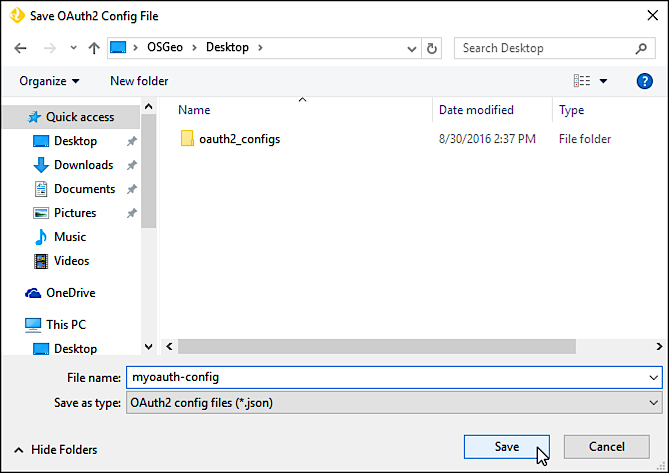 Save OAuth2 Config File
OSGeo Desktop Search Desktop
Organize New folder
Name Date modified Type
Quick access
Desktop
Downloads
Documents
Pictures
Music
Videos
OneDrive
This PC
Desktop
oauth2_configs 8/30/2016 2:37 PM File folder
File name: myoauth-config
Save as type: OAuth2 config files (*.json)
Hide Folders Save Cancel